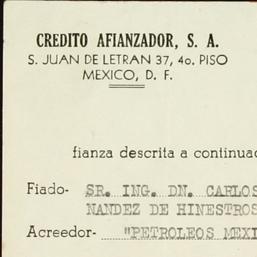 CREDITO AFIANZADOR, S. A.
S. JUAN DE LETRAN 37, 4o. PISO
MEXICO, D. F.
fianza descrita a continuac
Fiado- SR. ING. DN. CARLOS
NANDEZ DE HINESTROS
Acreedor- "PETROLEOS MEXI